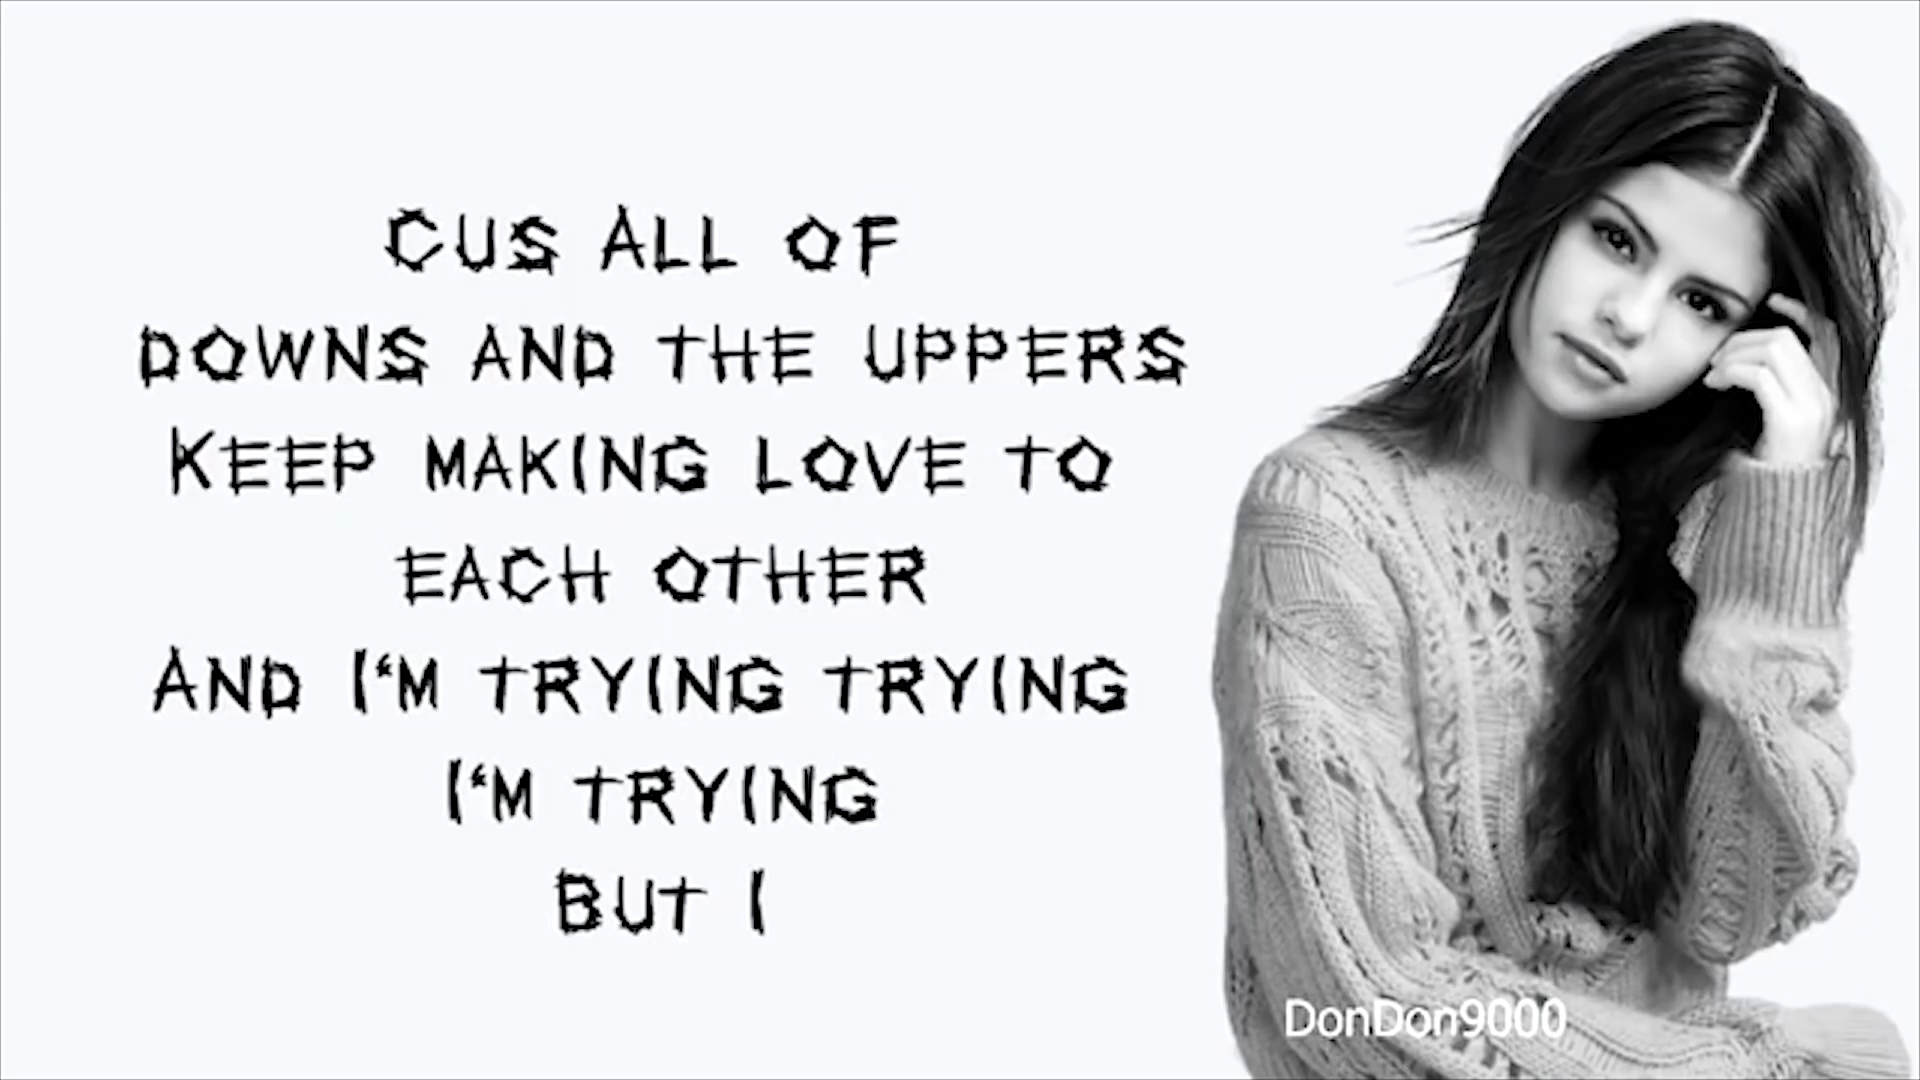 CUS ALL OF
DOWNS AND THE UPPERS
KEEP MAKING LOVE TO
EACH OTHER
AND I'M TRYING TRYING
I'M TRYING
BUT I
DonDon9000